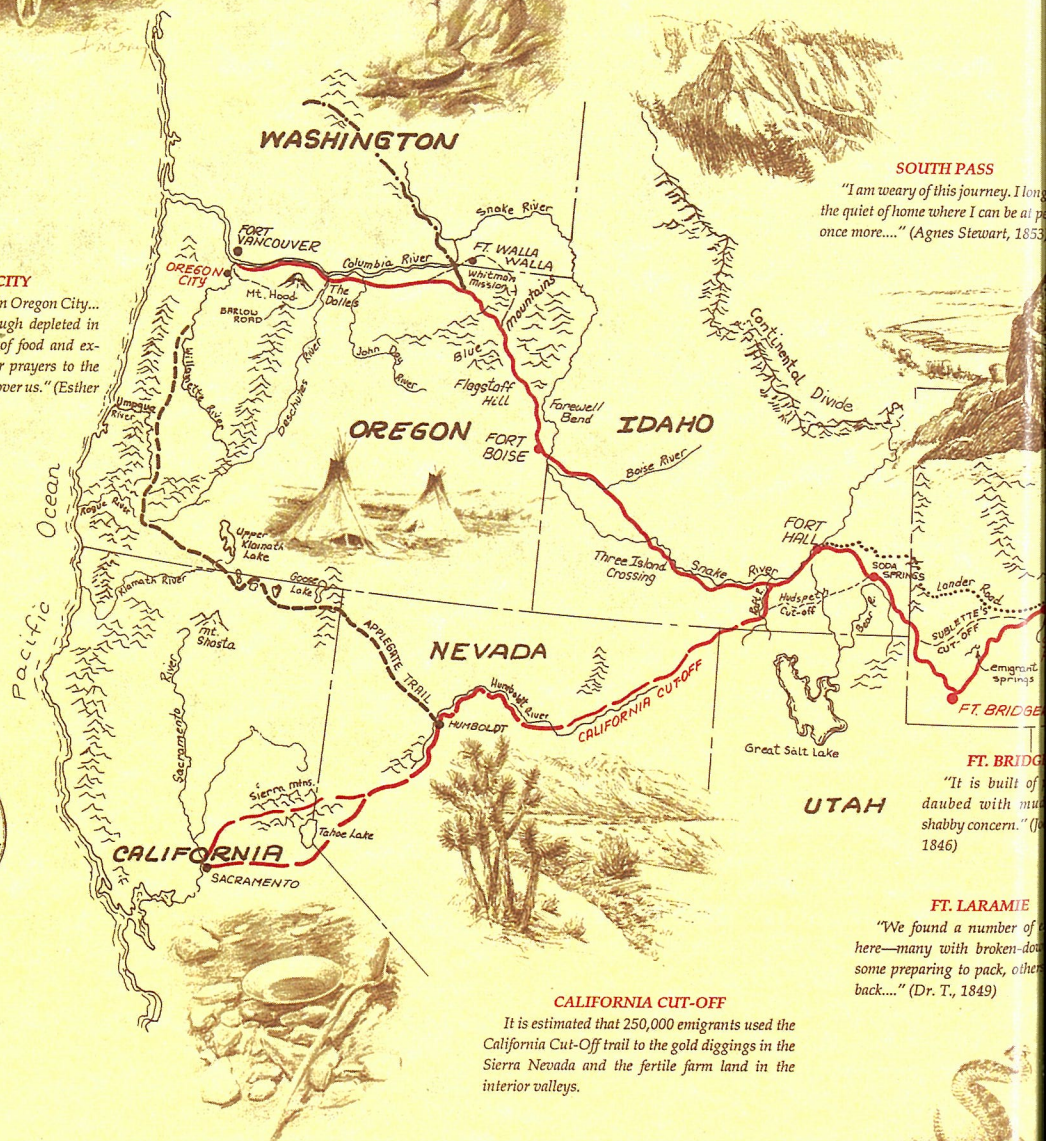 WASHINGTON
SOUTH PASS
"I am weary of this journey. I long
the quiet of home where I can be at
once more...." (Agnes Stewart, 1853
Snake River
FORT
VANCOUVER
Columbia River
FT. WALLA
WALLA
Whitman
Mission
OREGON
CITY
Mt. Hood
The
Dalles
BARLOW
ROAD
CITY
n Oregon City...
ugh depleted in
of food and ex-
r prayers to the
over us." (Esther
Blue
Mountains
John Day
River
Willamette River
Deschutes River
Flagstaff
Hill
Continental Divide
Umpqua
River
Farewell
Bend
OREGON
IDAHO
FORT
BOISE
Boise River
Pacific Ocean
Rogue River
Upper
Klamath
Lake
FORT
HALL
Three Island
Crossing
Snake River
SODA
SPRINGS
Klamath River
Goose
Lake
Raft R.
Hudspeth
Cut-off
Bear R.
Lander Road
SUBLETTE'S
CUT-OFF
mt.
Shasta
APPLEGATE TRAIL
NEVADA
emigrant
springs
Humboldt River
CALIFORNIA CUT-OFF
FT. BRIDGE
HUMBOLDT
Great Salt Lake
Sacramento River
FT. BRIDG
"It is built of
daubed with mud
shabby concern."
1846)
Sierra mtns.
UTAH
Tahoe Lake
CALIFORNIA
SACRAMENTO
FT. LARAMIE
"We found a number of
here—many with broken-dow
some preparing to pack, other
back...." (Dr. T., 1849)
CALIFORNIA CUT-OFF
It is estimated that 250,000 emigrants used the
California Cut-Off trail to the gold diggings in the
Sierra Nevada and the fertile farm land in the
interior valleys.